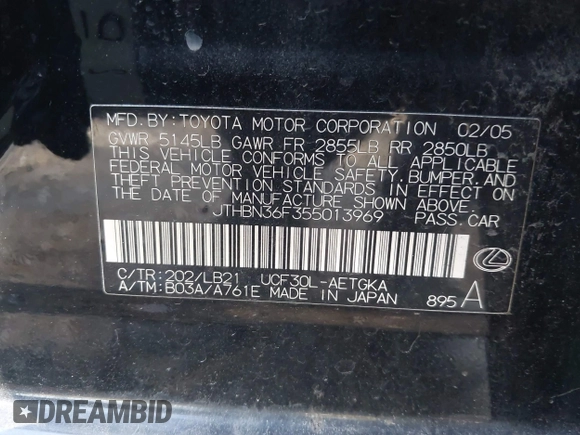 MFD. BY: TOYOTA MOTOR CORPORATION 02/05
GVWR 5145LB GAWR FR 2855LB RR 2850LB
THIS VEHICLE CONFORMS TO ALL APPLICABLE
FEDERAL MOTOR VEHICLE SAFETY, BUMPER, AND
THEFT PREVENTION STANDARDS IN EFFECT ON
THE DATE OF MANUFACTURE SHOWN ABOVE.
JTHBN36F355013969 PASS. CAR
C/TR: 202/LB21 UCF30L-AETGKA
A/TM: B03A/A761E MADE IN JAPAN 895 A
DREAMBID